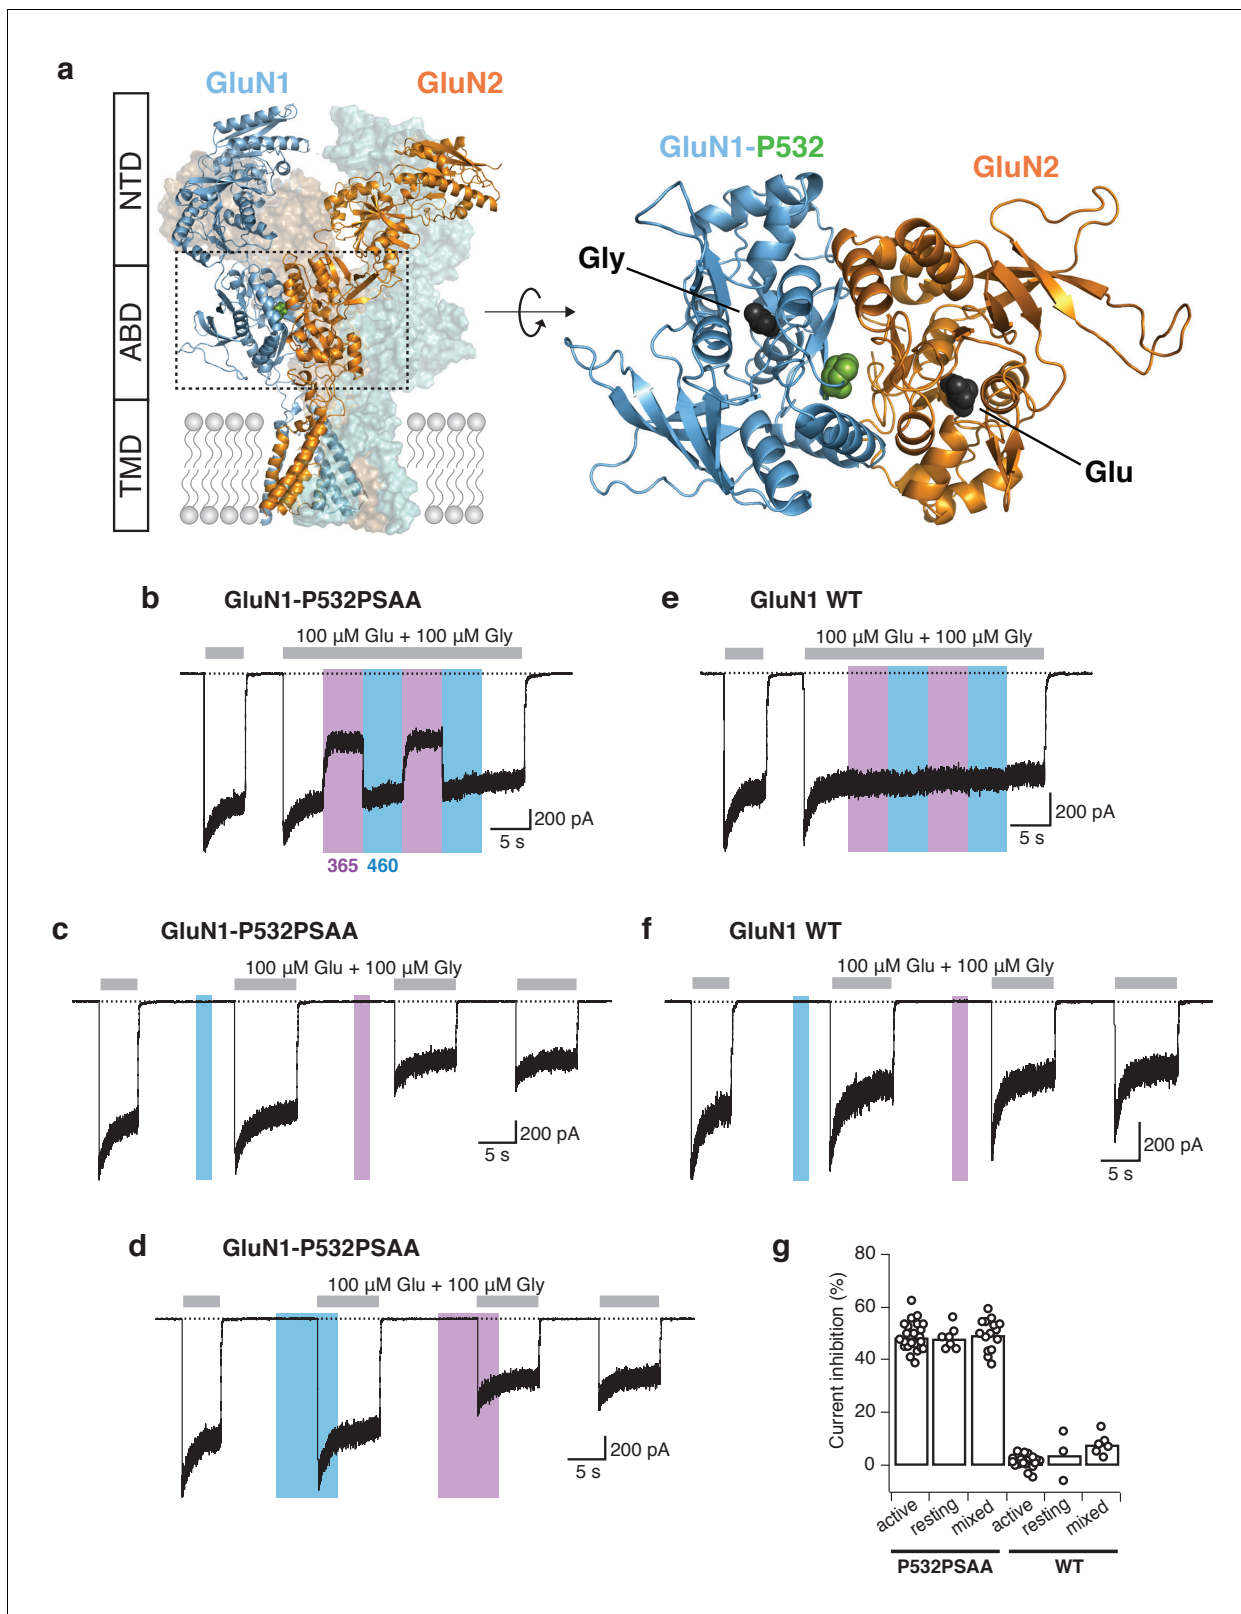 a
GluN1
GluN2
NTD
ABD
TMD
GluN1-P532
GluN2
Gly
Glu
b
GluN1-P532PSAA
100 µM Glu + 100 µM Gly
200 pA
5 s
365
460
e
GluN1 WT
100 µM Glu + 100 µM Gly
200 pA
5 s
c
GluN1-P532PSAA
100 µM Glu + 100 µM Gly
200 pA
5 s
f
GluN1 WT
100 µM Glu + 100 µM Gly
200 pA
5 s
d
GluN1-P532PSAA
100 µM Glu + 100 µM Gly
200 pA
5 s
g
Current inhibition (%)
80
60
40
20
0
active
resting
mixed
active
resting
mixed
P532PSAA
WT